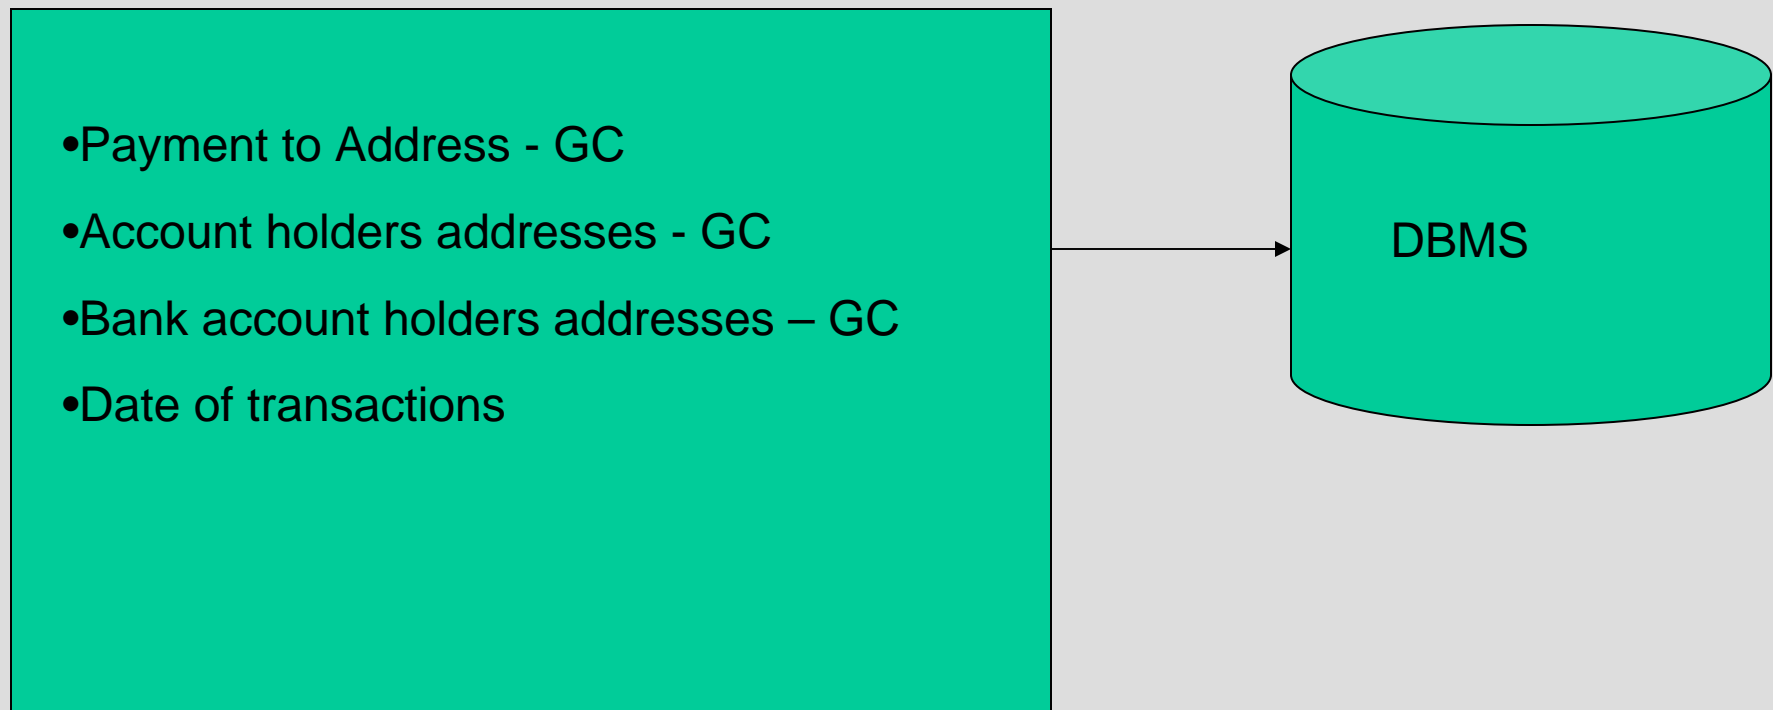 •Payment to Address - GC
•Account holders addresses - GC
•Bank account holders addresses – GC
•Date of transactions
DBMS